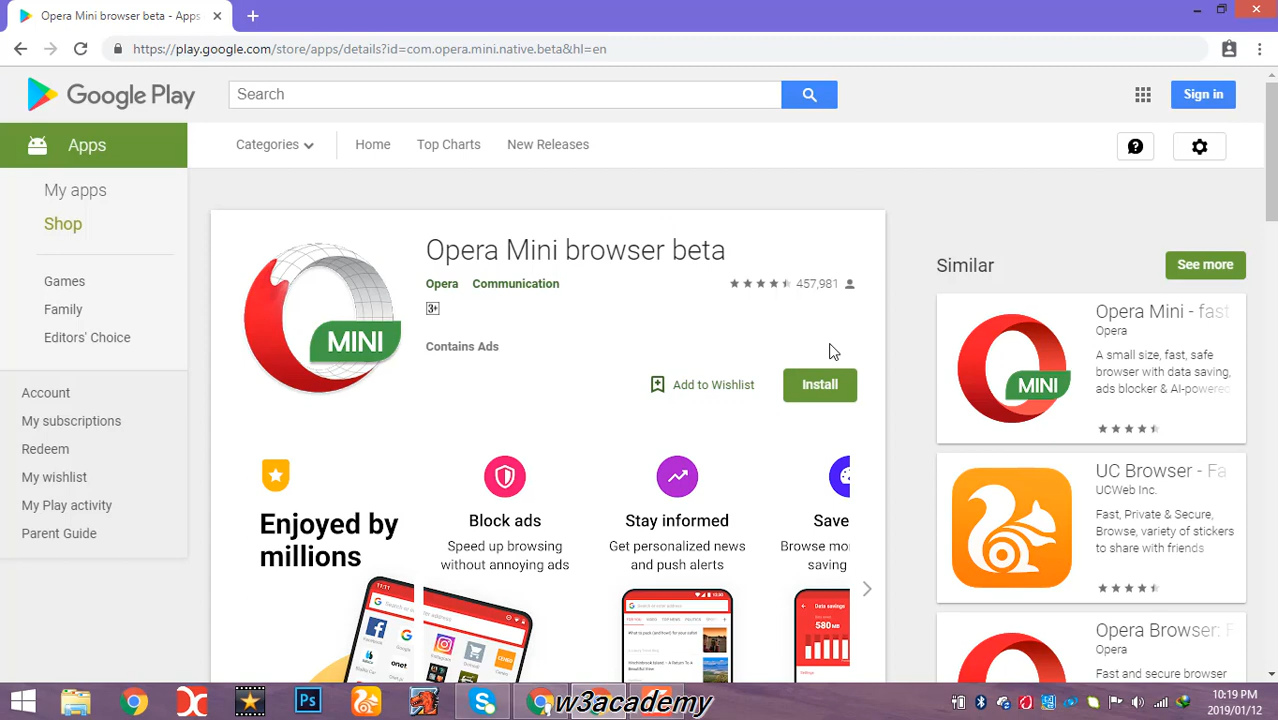 Opera Mini browser beta - Apps
https://play.google.com/store/apps/details?id=com.opera.mini.native.beta&hl=en
Google Play
Search
Sign in
Apps
Categories
Home
Top Charts
New Releases
My apps
Shop
Games
Family
Editors' Choice
Account
My subscriptions
Redeem
My wishlist
My Play activity
Parent Guide
MINI
Opera Mini browser beta
Opera Communication
457,981
3+
Contains Ads
Add to Wishlist
Install
Enjoyed by
millions
Block ads
Speed up browsing
without annoying ads
Stay informed
Get personalized news
and push alerts
Save
Browse mo
saving
Data savings
580 MB
Similar
See more
MINI
Opera Mini - fast
Opera
A small size, fast, safe
browser with data saving,
ads blocker & AI-powered
UC Browser - Fa
UCWeb Inc.
Fast, Private & Secure,
Browse, variety of stickers
to share with friends
Opera Browser: F
Opera
Fast and secure browser
Ps
w3academy
10:19 PM
2019/01/12